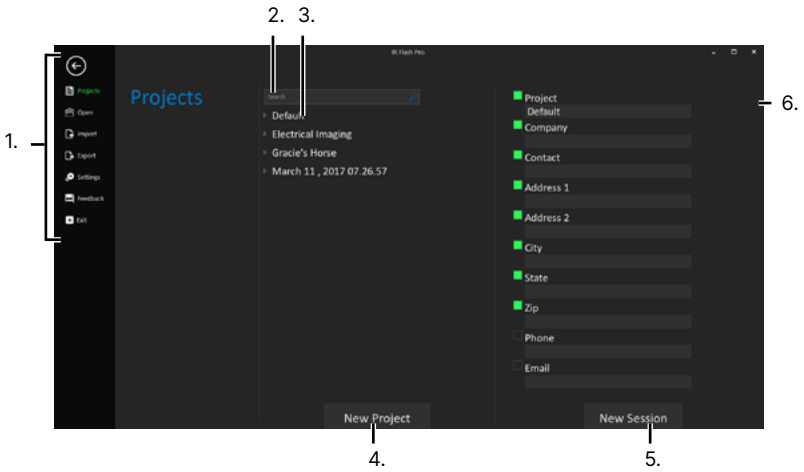 2. 3.
IR Flash Pro
1.
6.
Projects
Open
Import
Export
Settings
Feedback
Exit
Projects
Search
Default
Electrical Imaging
Gracie's Horse
March 11 , 2017 07.26.57
New Project
Project
Default
Company
Contact
Address 1
Address 2
City
State
Zip
Phone
Email
New Session
4.
5.